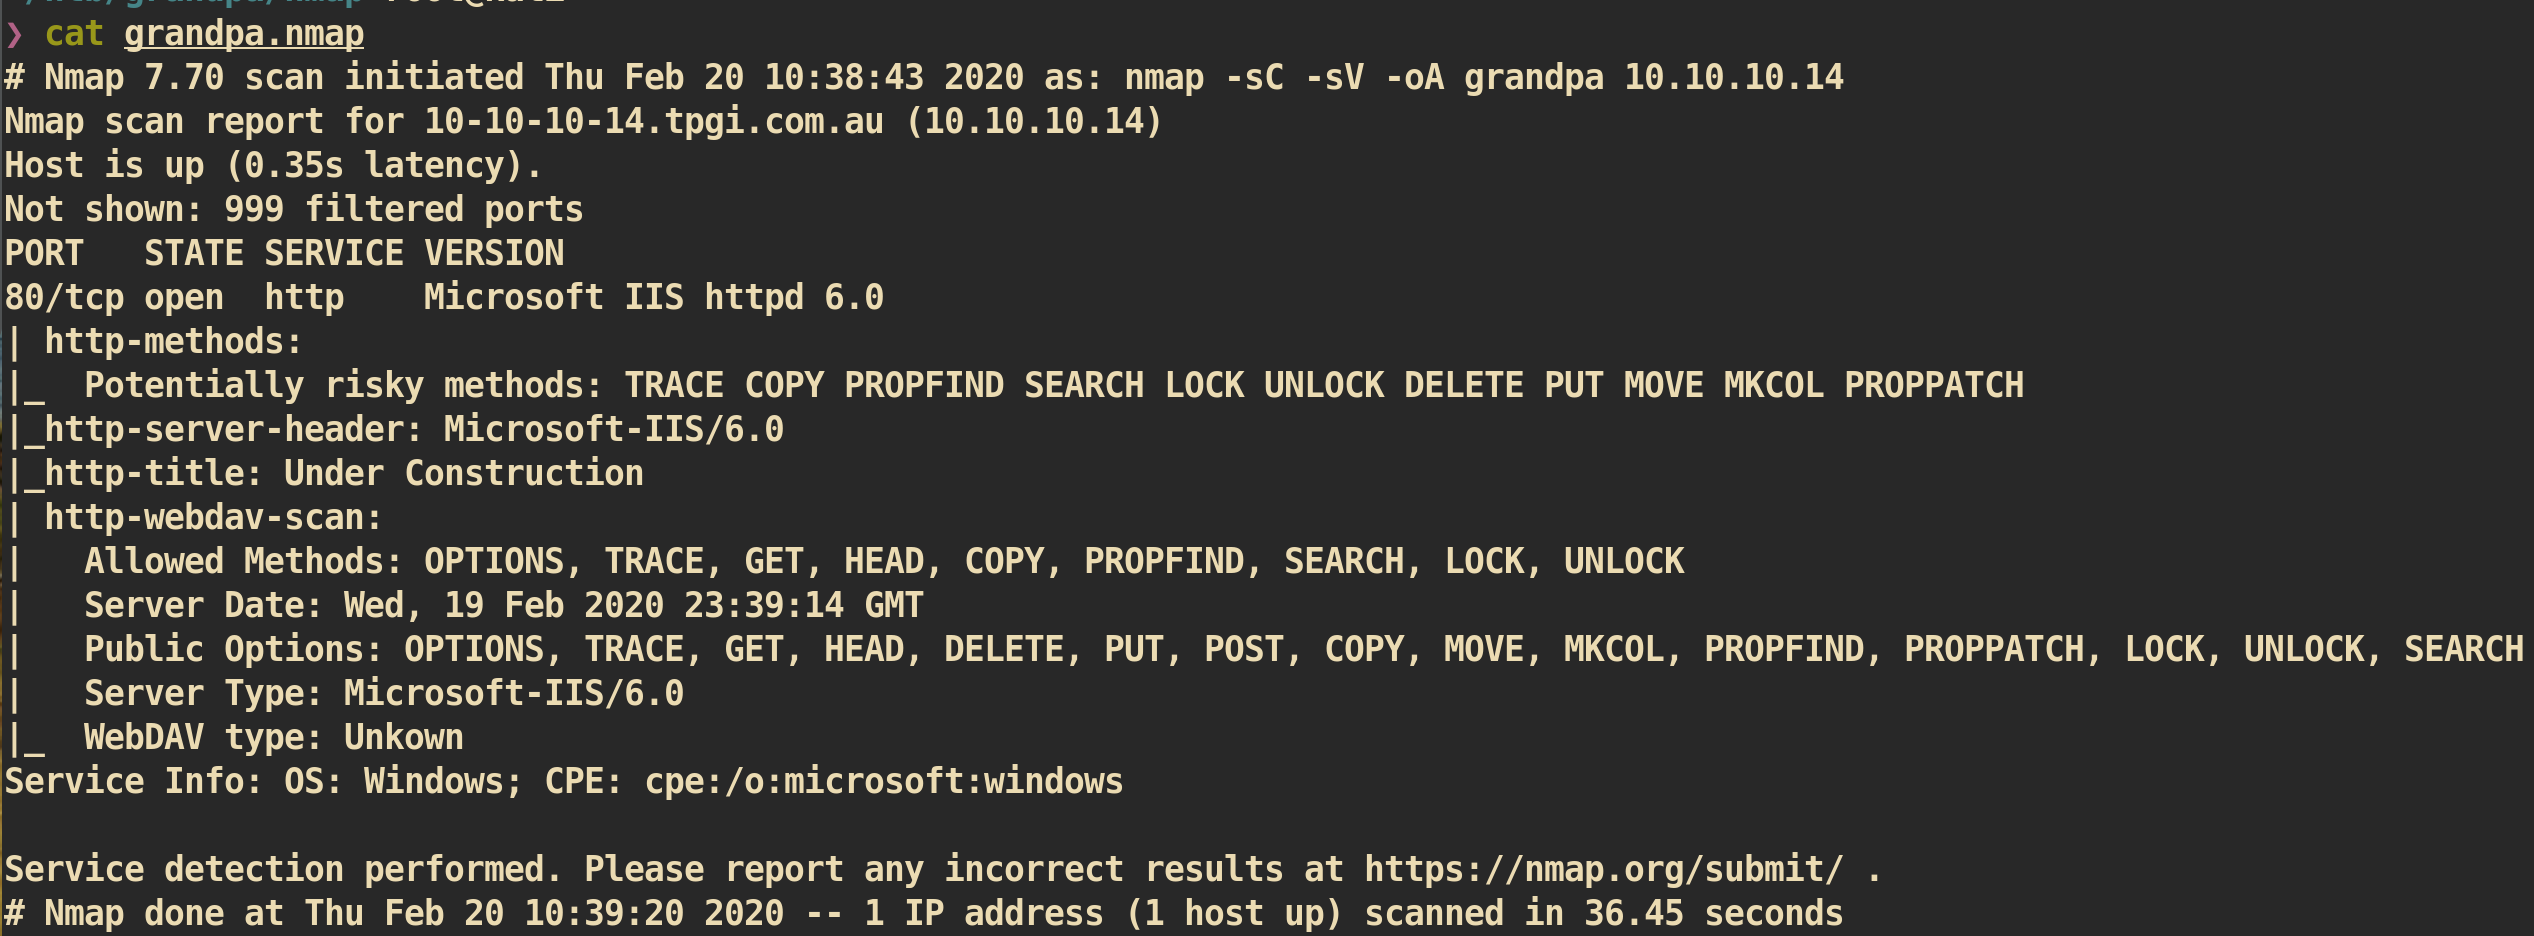 ❯ cat grandpa.nmap
# Nmap 7.70 scan initiated Thu Feb 20 10:38:43 2020 as: nmap -sC -sV -oA grandpa 10.10.10.14
Nmap scan report for 10-10-10-14.tpgi.com.au (10.10.10.14)
Host is up (0.35s latency).
Not shown: 999 filtered ports
PORT   STATE SERVICE VERSION
80/tcp open  http    Microsoft IIS httpd 6.0
| http-methods:
|_  Potentially risky methods: TRACE COPY PROPFIND SEARCH LOCK UNLOCK DELETE PUT MOVE MKCOL PROPPATCH
|_http-server-header: Microsoft-IIS/6.0
|_http-title: Under Construction
| http-webdav-scan:
|   Allowed Methods: OPTIONS, TRACE, GET, HEAD, COPY, PROPFIND, SEARCH, LOCK, UNLOCK
|   Server Date: Wed, 19 Feb 2020 23:39:14 GMT
|   Public Options: OPTIONS, TRACE, GET, HEAD, DELETE, PUT, POST, COPY, MOVE, MKCOL, PROPFIND, PROPPATCH, LOCK, UNLOCK, SEARCH
|   Server Type: Microsoft-IIS/6.0
|_  WebDAV type: Unkown
Service Info: OS: Windows; CPE: cpe:/o:microsoft:windows

Service detection performed. Please report any incorrect results at https://nmap.org/submit/ .
# Nmap done at Thu Feb 20 10:39:20 2020 -- 1 IP address (1 host up) scanned in 36.45 seconds